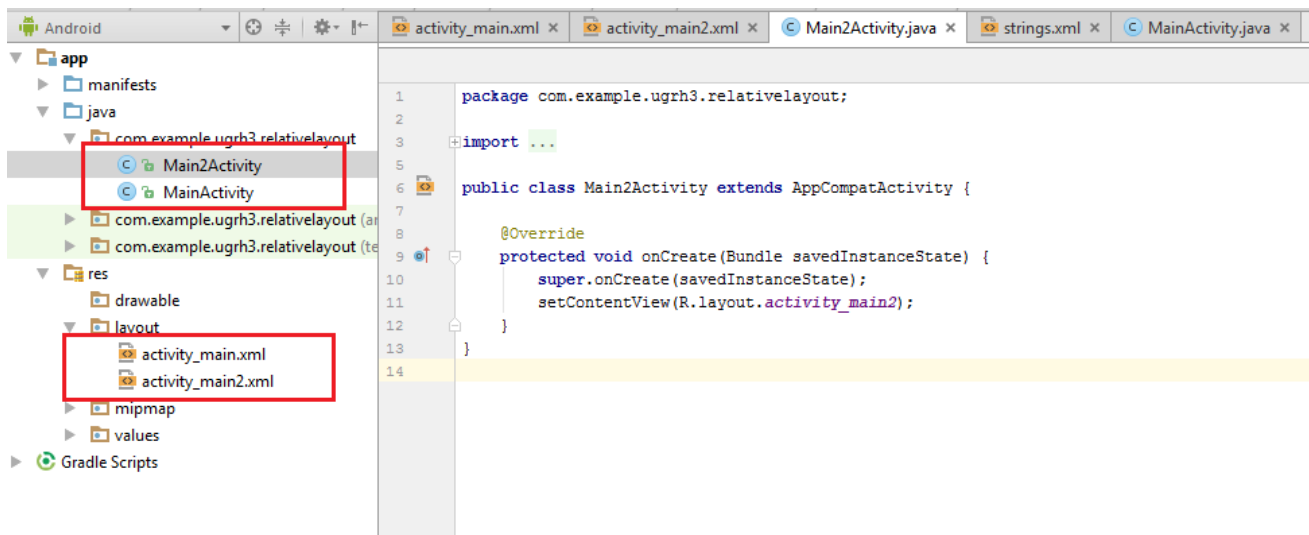 Android
activity_main.xml
activity_main2.xml
Main2Activity.java
strings.xml
MainActivity.java
app
manifests
java
com.example.ugrh3.relativelayout
Main2Activity
MainActivity
com.example.ugrh3.relativelayout (ar
com.example.ugrh3.relativelayout (te
res
drawable
layout
activity_main.xml
activity_main2.xml
mipmap
values
Gradle Scripts
1 package com.example.ugrh3.relativelayout;
2
3 import ...
5
6 public class Main2Activity extends AppCompatActivity {
7
8 @Override
9 protected void onCreate(Bundle savedInstanceState) {
10 super.onCreate(savedInstanceState);
11 setContentView(R.layout.activity_main2);
12 }
13 }
14